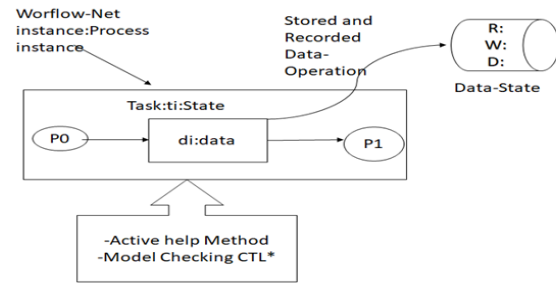 Worflow-Net
instance:Process
instance
Stored and
Recorded
Data-
Operation
R:
W:
D:
Data-State
Task:ti:State
P0
di:data
P1
-Active help Method
-Model Checking CTL*